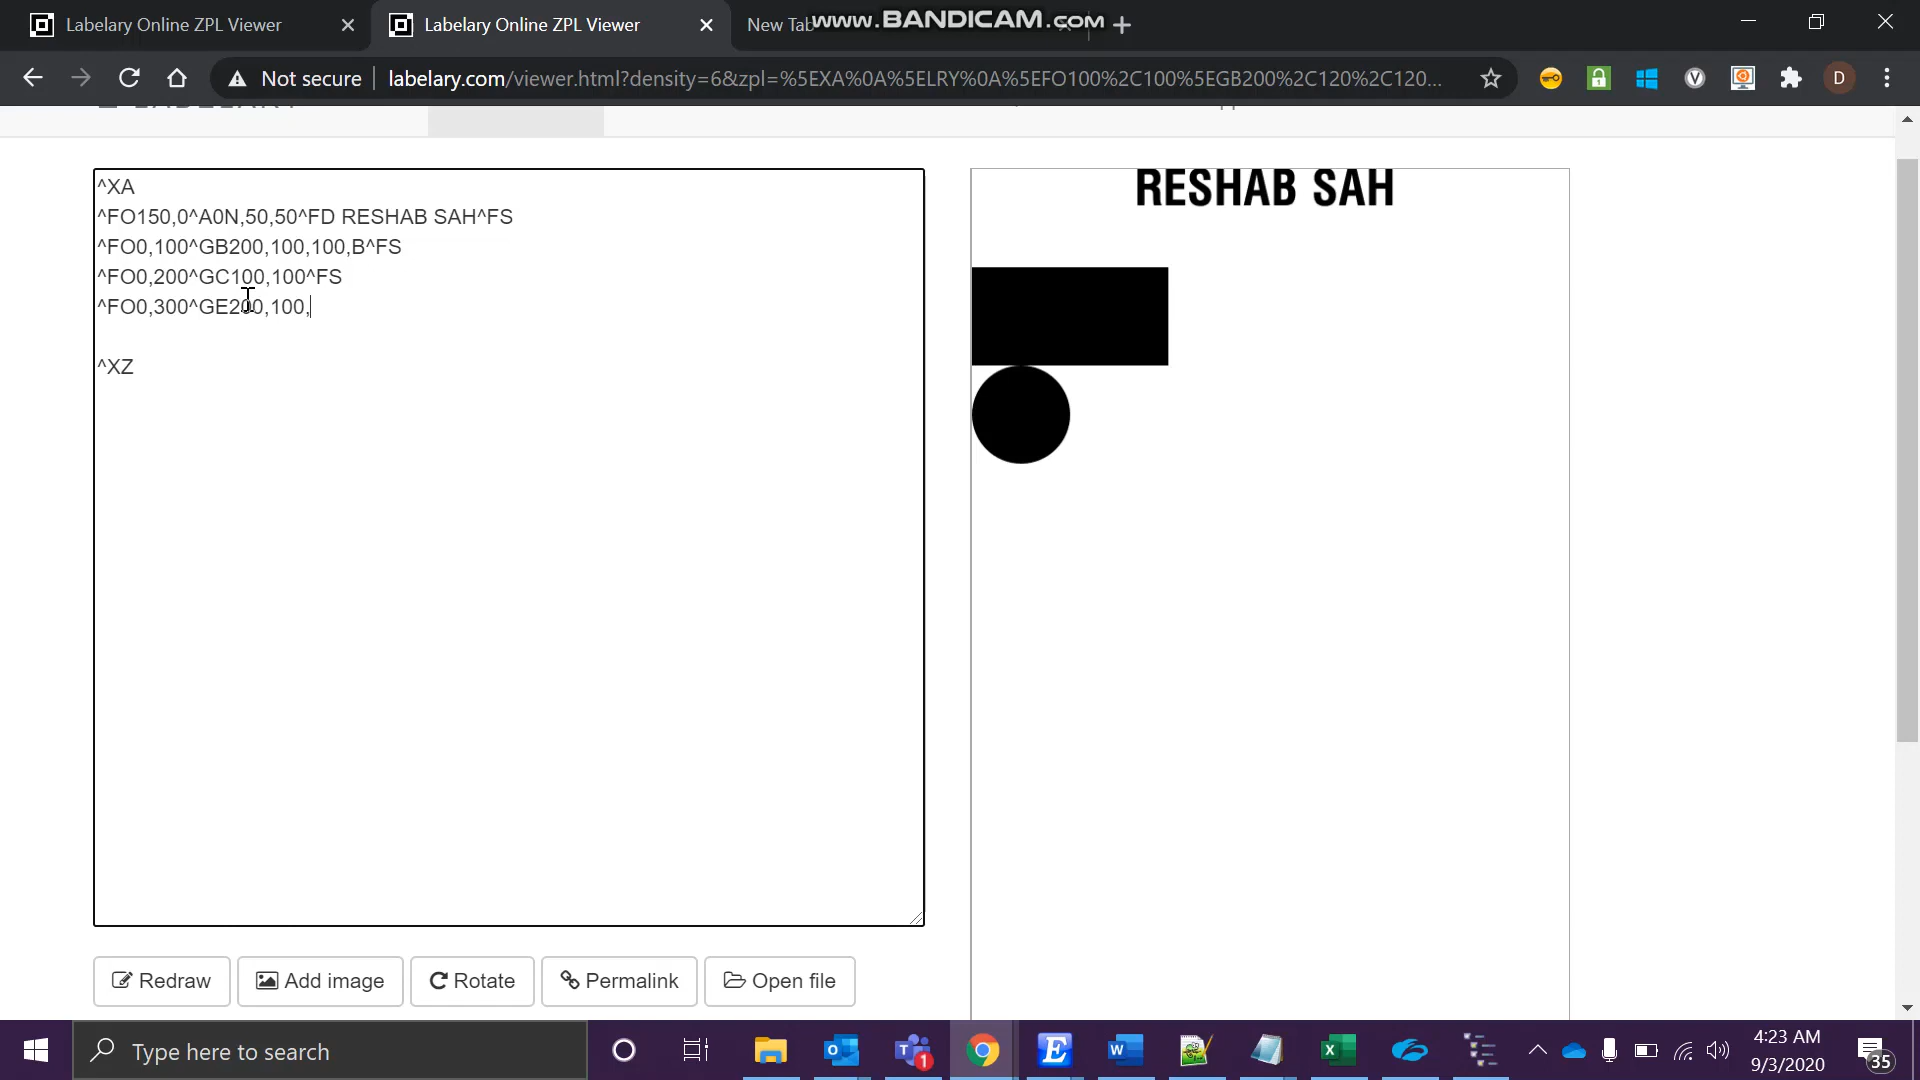 Labelary Online ZPL Viewer
Labelary Online ZPL Viewer
New Tab
www.BANDICAM.com
Not secure
labelary.com/viewer.html?density=6&zpl=%5EXA%0A%5ELRY%0A%5EFO100%2C100%5EGB200%2C120%2C120...
D
^XA
^FO150,0^A0N,50,50^FD RESHAB SAH^FS
^FO0,100^GB200,100,100,B^FS
^FO0,200^GC100,100^FS
^FO0,300^GE200,100,
^XZ
RESHAB SAH
Redraw
Add image
Rotate
Permalink
Open file
Type here to search
1
4:23 AM
9/3/2020
35